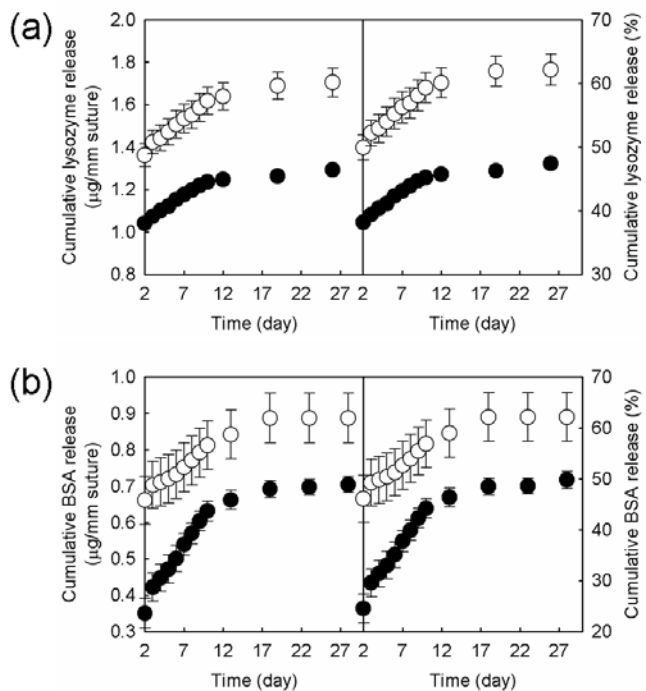 (a)
Cumulative lysozyme release
(μg/mm suture)
2.0
1.8
1.6
1.4
1.2
1.0
0.8
70
60
50
40
30
Cumulative lysozyme release (%)
2 7 12 17 22 27 2 7 12 17 22 27
Time (day) Time (day)
(b)
Cumulative BSA release
(μg/mm suture)
1.0
0.9
0.8
0.7
0.6
0.5
0.4
0.3
70
60
50
40
30
20
Cumulative BSA release (%)
2 7 12 17 22 27 2 7 12 17 22 27
Time (day) Time (day)